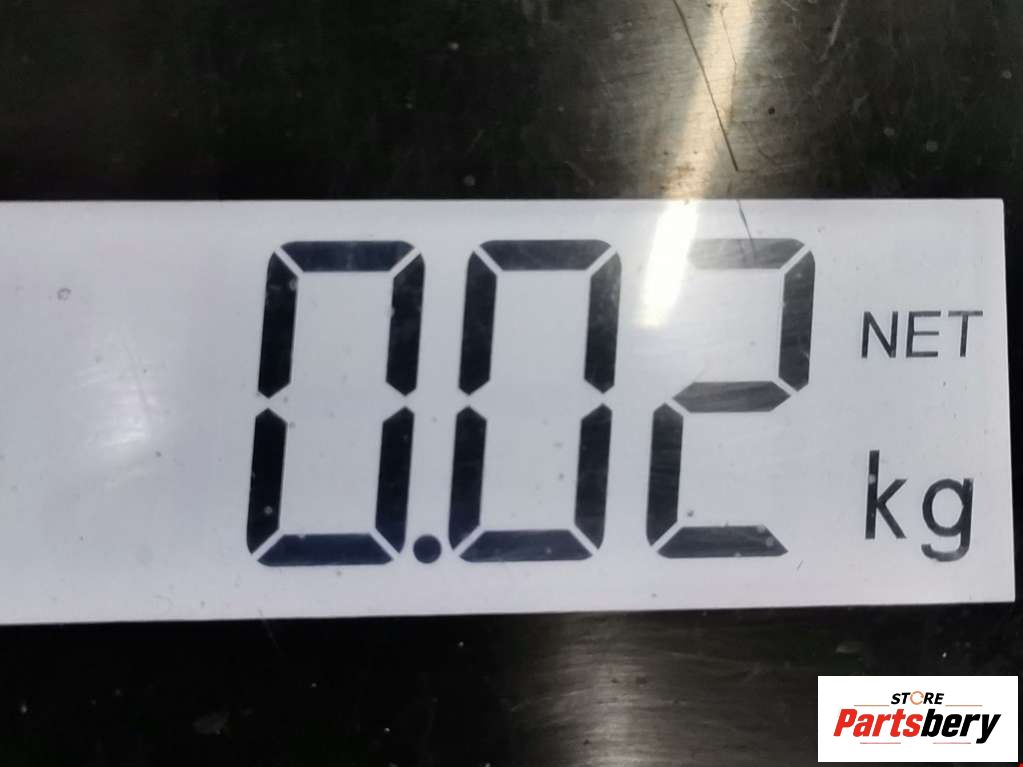 0.02 NET
kg
STORE
Partsbery